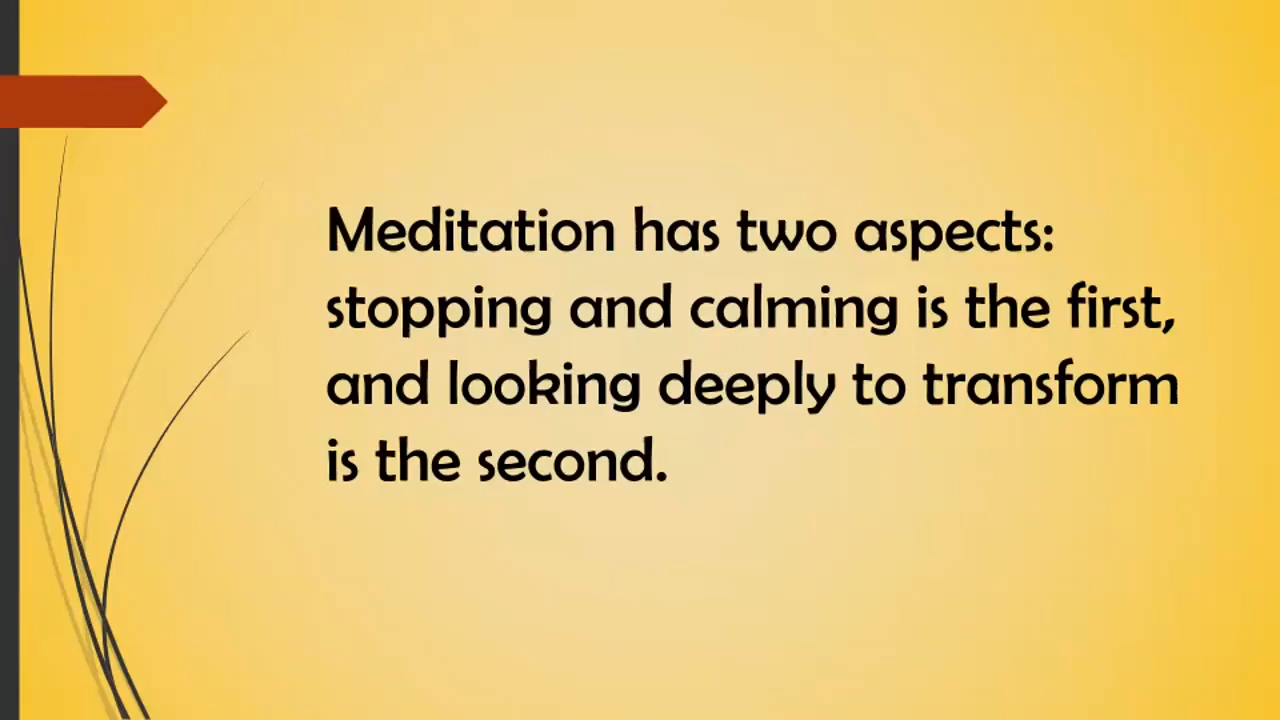 Meditation has two aspects:
stopping and calming is the first,
and looking deeply to transform
is the second.